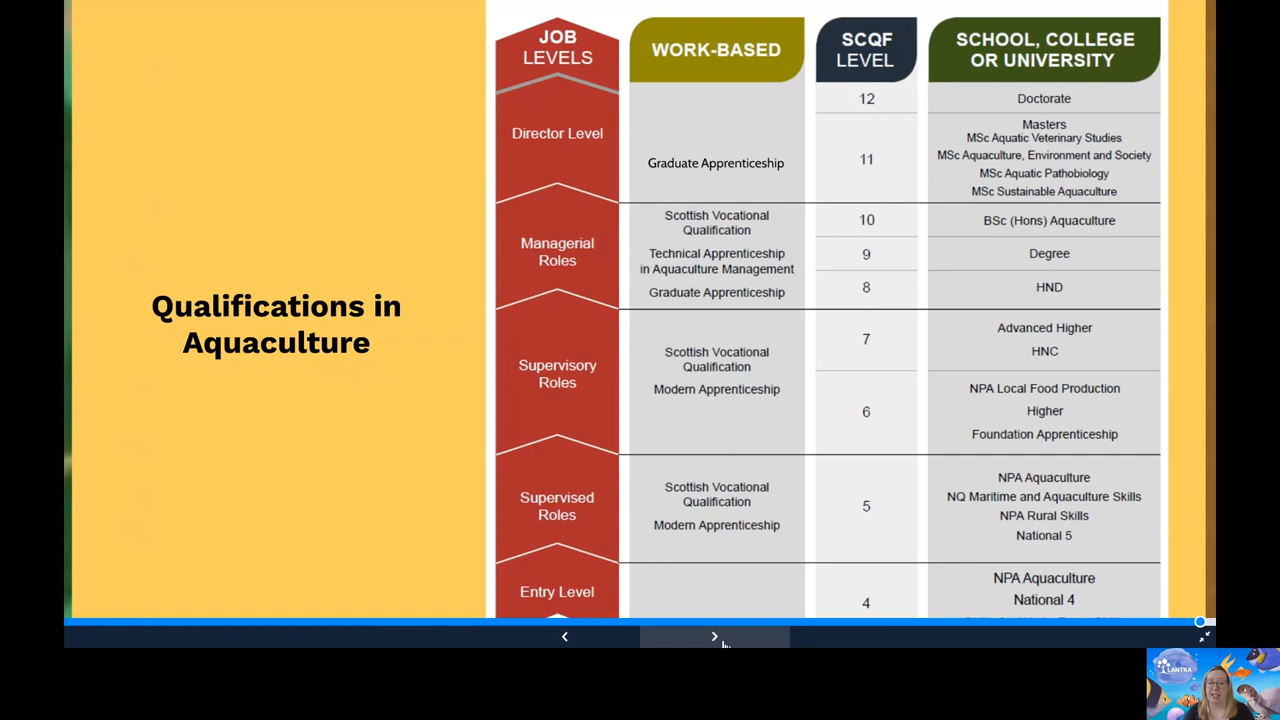 Qualifications in
Aquaculture
JOB
LEVELS
WORK-BASED
SCQF
LEVEL
SCHOOL, COLLEGE
OR UNIVERSITY
Director Level
Graduate Apprenticeship
12
Doctorate
11
Masters
MSc Aquatic Veterinary Studies
MSc Aquaculture, Environment and Society
MSc Aquatic Pathobiology
MSc Sustainable Aquaculture
Managerial
Roles
Scottish Vocational
Qualification
Technical Apprenticeship
in Aquaculture Management
Graduate Apprenticeship
10
BSc (Hons) Aquaculture
9
Degree
8
HND
Supervisory
Roles
Scottish Vocational
Qualification
Modern Apprenticeship
7
Advanced Higher
HNC
6
NPA Local Food Production
Higher
Foundation Apprenticeship
Supervised
Roles
Scottish Vocational
Qualification
Modern Apprenticeship
5
NPA Aquaculture
NQ Maritime and Aquaculture Skills
NPA Rural Skills
National 5
Entry Level
4
NPA Aquaculture
National 4
LANTRA